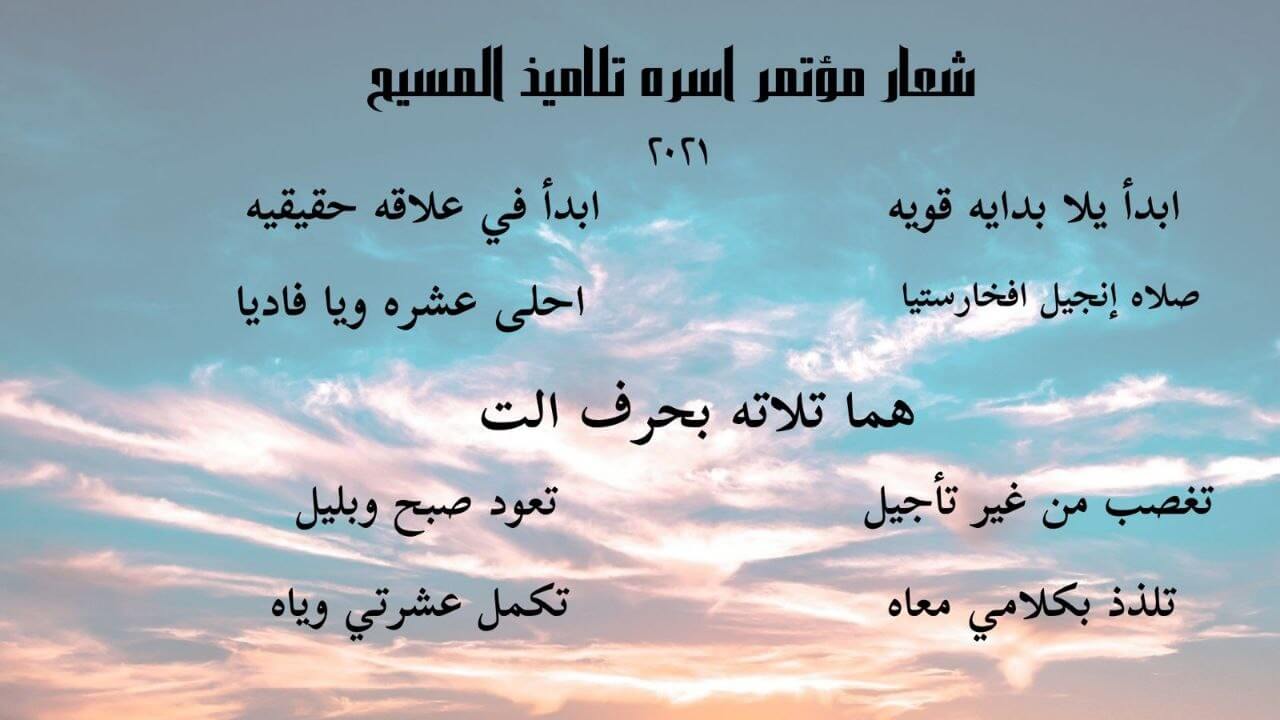 شعار مؤتمر اسره تلاميذ المسيح
٢٠٢١
ابدأ يلا بدايه قويه ابدأ في علاقه حقيقيه
صلاه إنجيل افخارستيا احلى عشره ويا فاديا
هما تلاته بحرف الت
تغصب من غير تأجيل تعود صبح وبليل
تلذذ بكلامي معاه تكمل عشرتي وياه